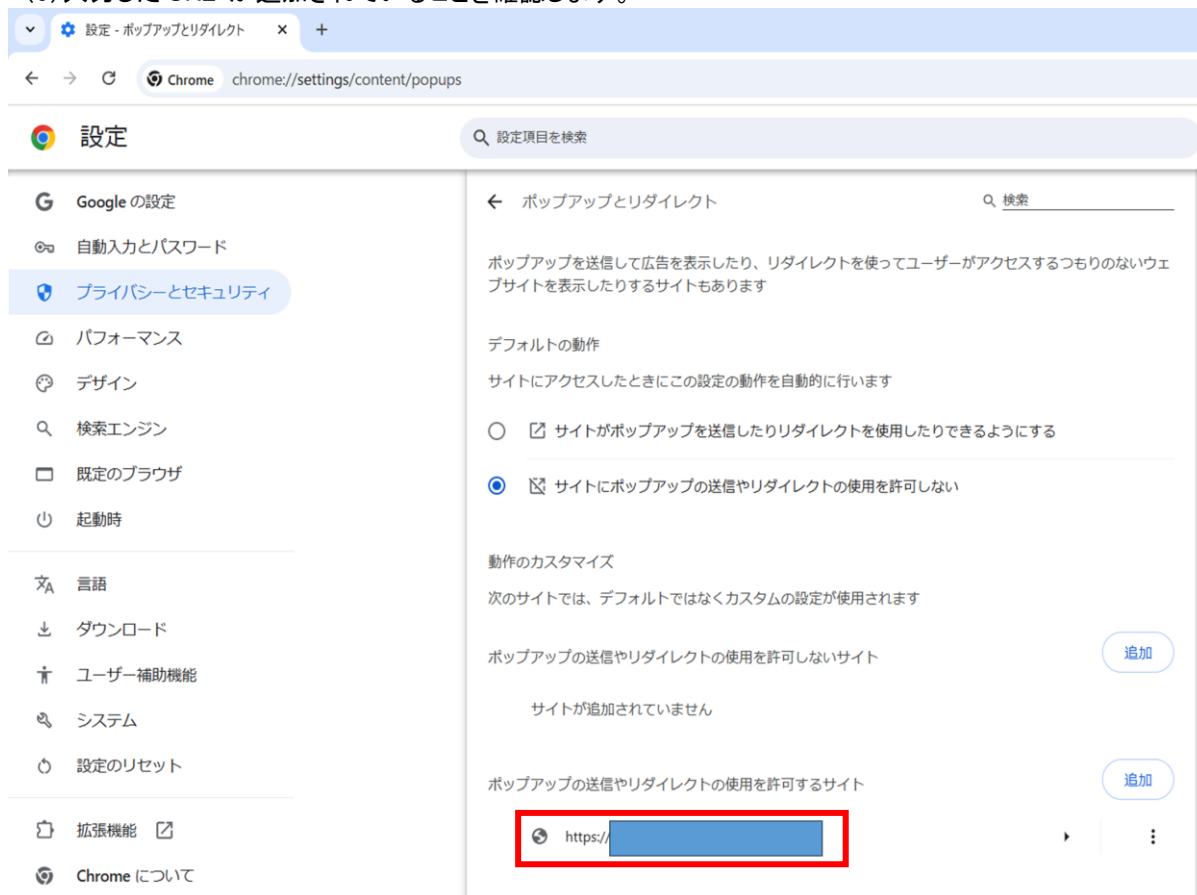 設定 - ポップアップとリダイレクト
Chrome chrome://settings/content/popups
設定
設定項目を検索
Google の設定
自動入力とパスワード
プライバシーとセキュリティ
パフォーマンス
デザイン
検索エンジン
既定のブラウザ
起動時
言語
ダウンロード
ユーザー補助機能
システム
設定のリセット
拡張機能
Chrome について
ポップアップとリダイレクト
検索
ポップアップを送信して広告を表示したり、リダイレクトを使ってユーザーがアクセスするつもりのないウェ
ブサイトを表示したりするサイトもあります
デフォルトの動作
サイトにアクセスしたときにこの設定の動作を自動的に行います
サイトがポップアップを送信したりリダイレクトを使用したりできるようにする
サイトにポップアップの送信やリダイレクトの使用を許可しない
動作のカスタマイズ
次のサイトでは、デフォルトではなくカスタムの設定が使用されます
ポップアップの送信やリダイレクトの使用を許可しないサイト
追加
サイトが追加されていません
ポップアップの送信やリダイレクトの使用を許可するサイト
追加
https://